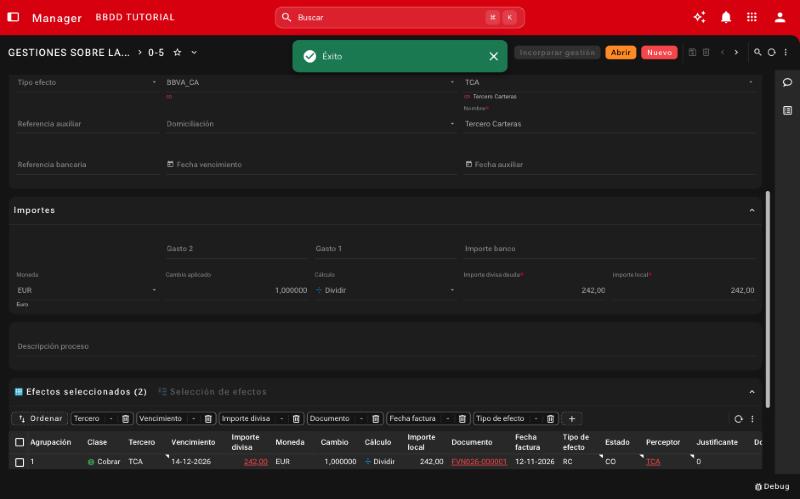 Manager BBDD TUTORIAL Buscar ⌘ K
GESTIONES SOBRE LA... > 0-5 Éxito Incorporar gestión Abrir Nuevo
Tipo efecto BBVA_CA TCA
Tercero Carteras
Nombre*
Referencia auxiliar Domiciliación Tercero Carteras
Referencia bancaria Fecha vencimiento Fecha auxiliar
Importes
Gasto 2 Gasto 1 Importe banco
Moneda Cambio aplicado Cálculo Importe divisa deuda* Importe local*
EUR 1,000000 Dividir 242,00 242,00
Euro
Descripción proceso
Efectos seleccionados (2) Selección de efectos
Ordenar Tercero - Vencimiento - Importe divisa - Documento - Fecha factura - Tipo de efecto - +
Agrupación Clase Tercero Vencimiento Importe divisa Moneda Cambio Cálculo Importe local Documento Fecha factura Tipo de efecto Estado Perceptor Justificante Do
1 Cobrar TCA 14-12-2026 242,00 EUR 1,000000 Dividir 242,00 FVN026-000001 12-11-2026 RC CO TCA 0
Debug